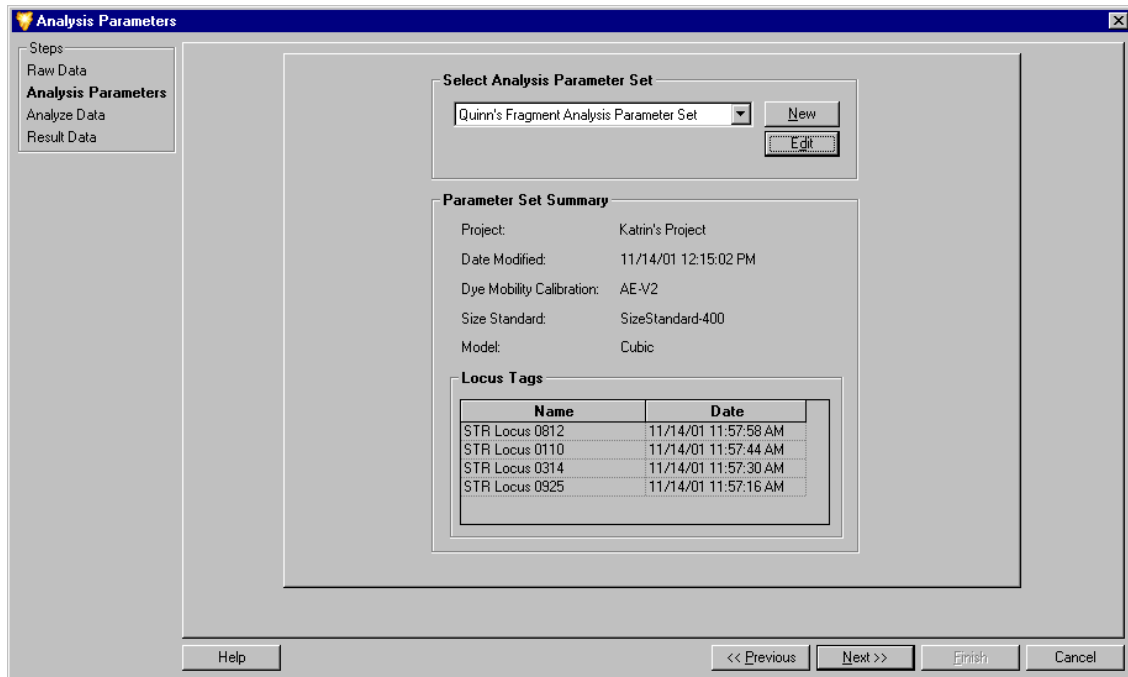 Analysis Parameters
Steps
Raw Data
Analysis Parameters
Analyze Data
Result Data
Select Analysis Parameter Set
Quinn's Fragment Analysis Parameter Set
New
Edit
Parameter Set Summary
Project: Katrin's Project
Date Modified: 11/14/01 12:15:02 PM
Dye Mobility Calibration: AE-V2
Size Standard: SizeStandard-400
Model: Cubic
Locus Tags
Name Date
STR Locus 0812 11/14/01 11:57:58 AM
STR Locus 0110 11/14/01 11:57:44 AM
STR Locus 0314 11/14/01 11:57:30 AM
STR Locus 0925 11/14/01 11:57:16 AM
Help << Previous Next >> Finish Cancel